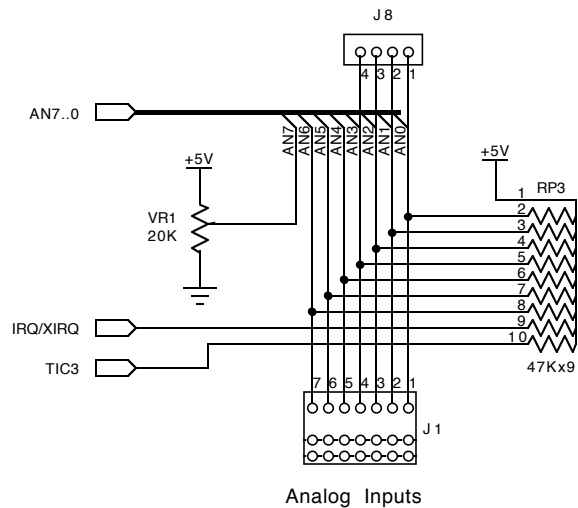 J8
4 3 2 1
AN7..0
AN7 AN6 AN5 AN4 AN3 AN2 AN1 AN0
+5V
+5V
VR1
20K
1 RP3
2
3
4
5
6
7
8
9
10
47Kx9
IRQ/XIRQ
TIC3
7 6 5 4 3 2 1
J1
Analog Inputs